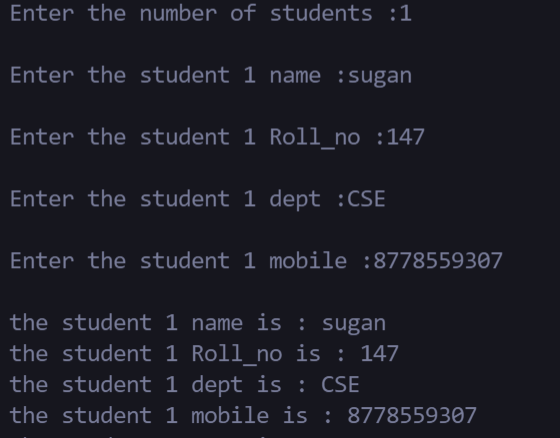 Enter the number of students :1
Enter the student 1 name :sugan
Enter the student 1 Roll_no :147
Enter the student 1 dept :CSE
Enter the student 1 mobile :8778559307
the student 1 name is : sugan
the student 1 Roll_no is : 147
the student 1 dept is : CSE
the student 1 mobile is : 8778559307